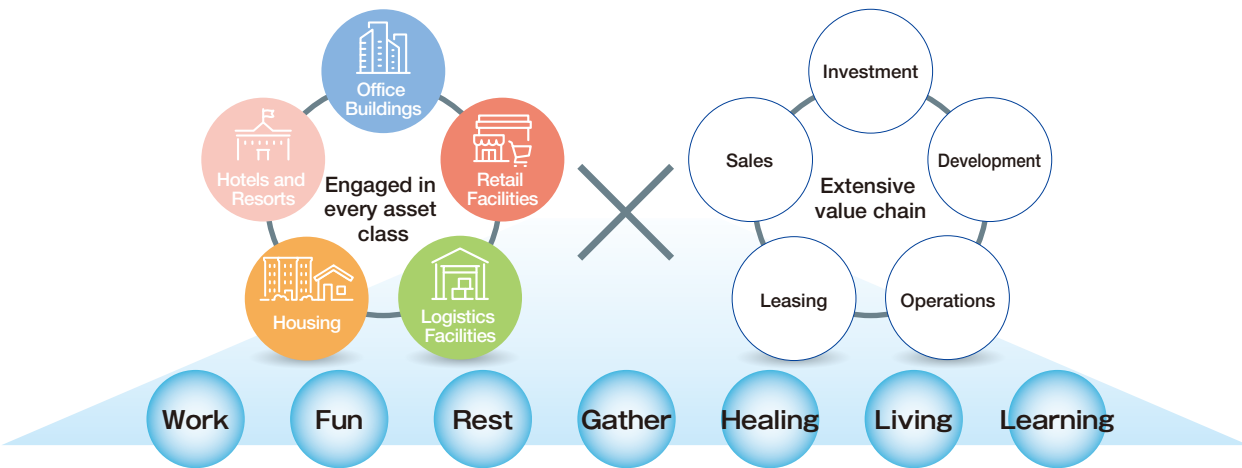 Office
Buildings
Hotels and
Resorts
Retail
Facilities
Engaged in
every asset
class
Housing
Logistics
Facilities
Investment
Sales
Development
Extensive
value chain
Leasing
Operations
Work
Fun
Rest
Gather
Healing
Living
Learning